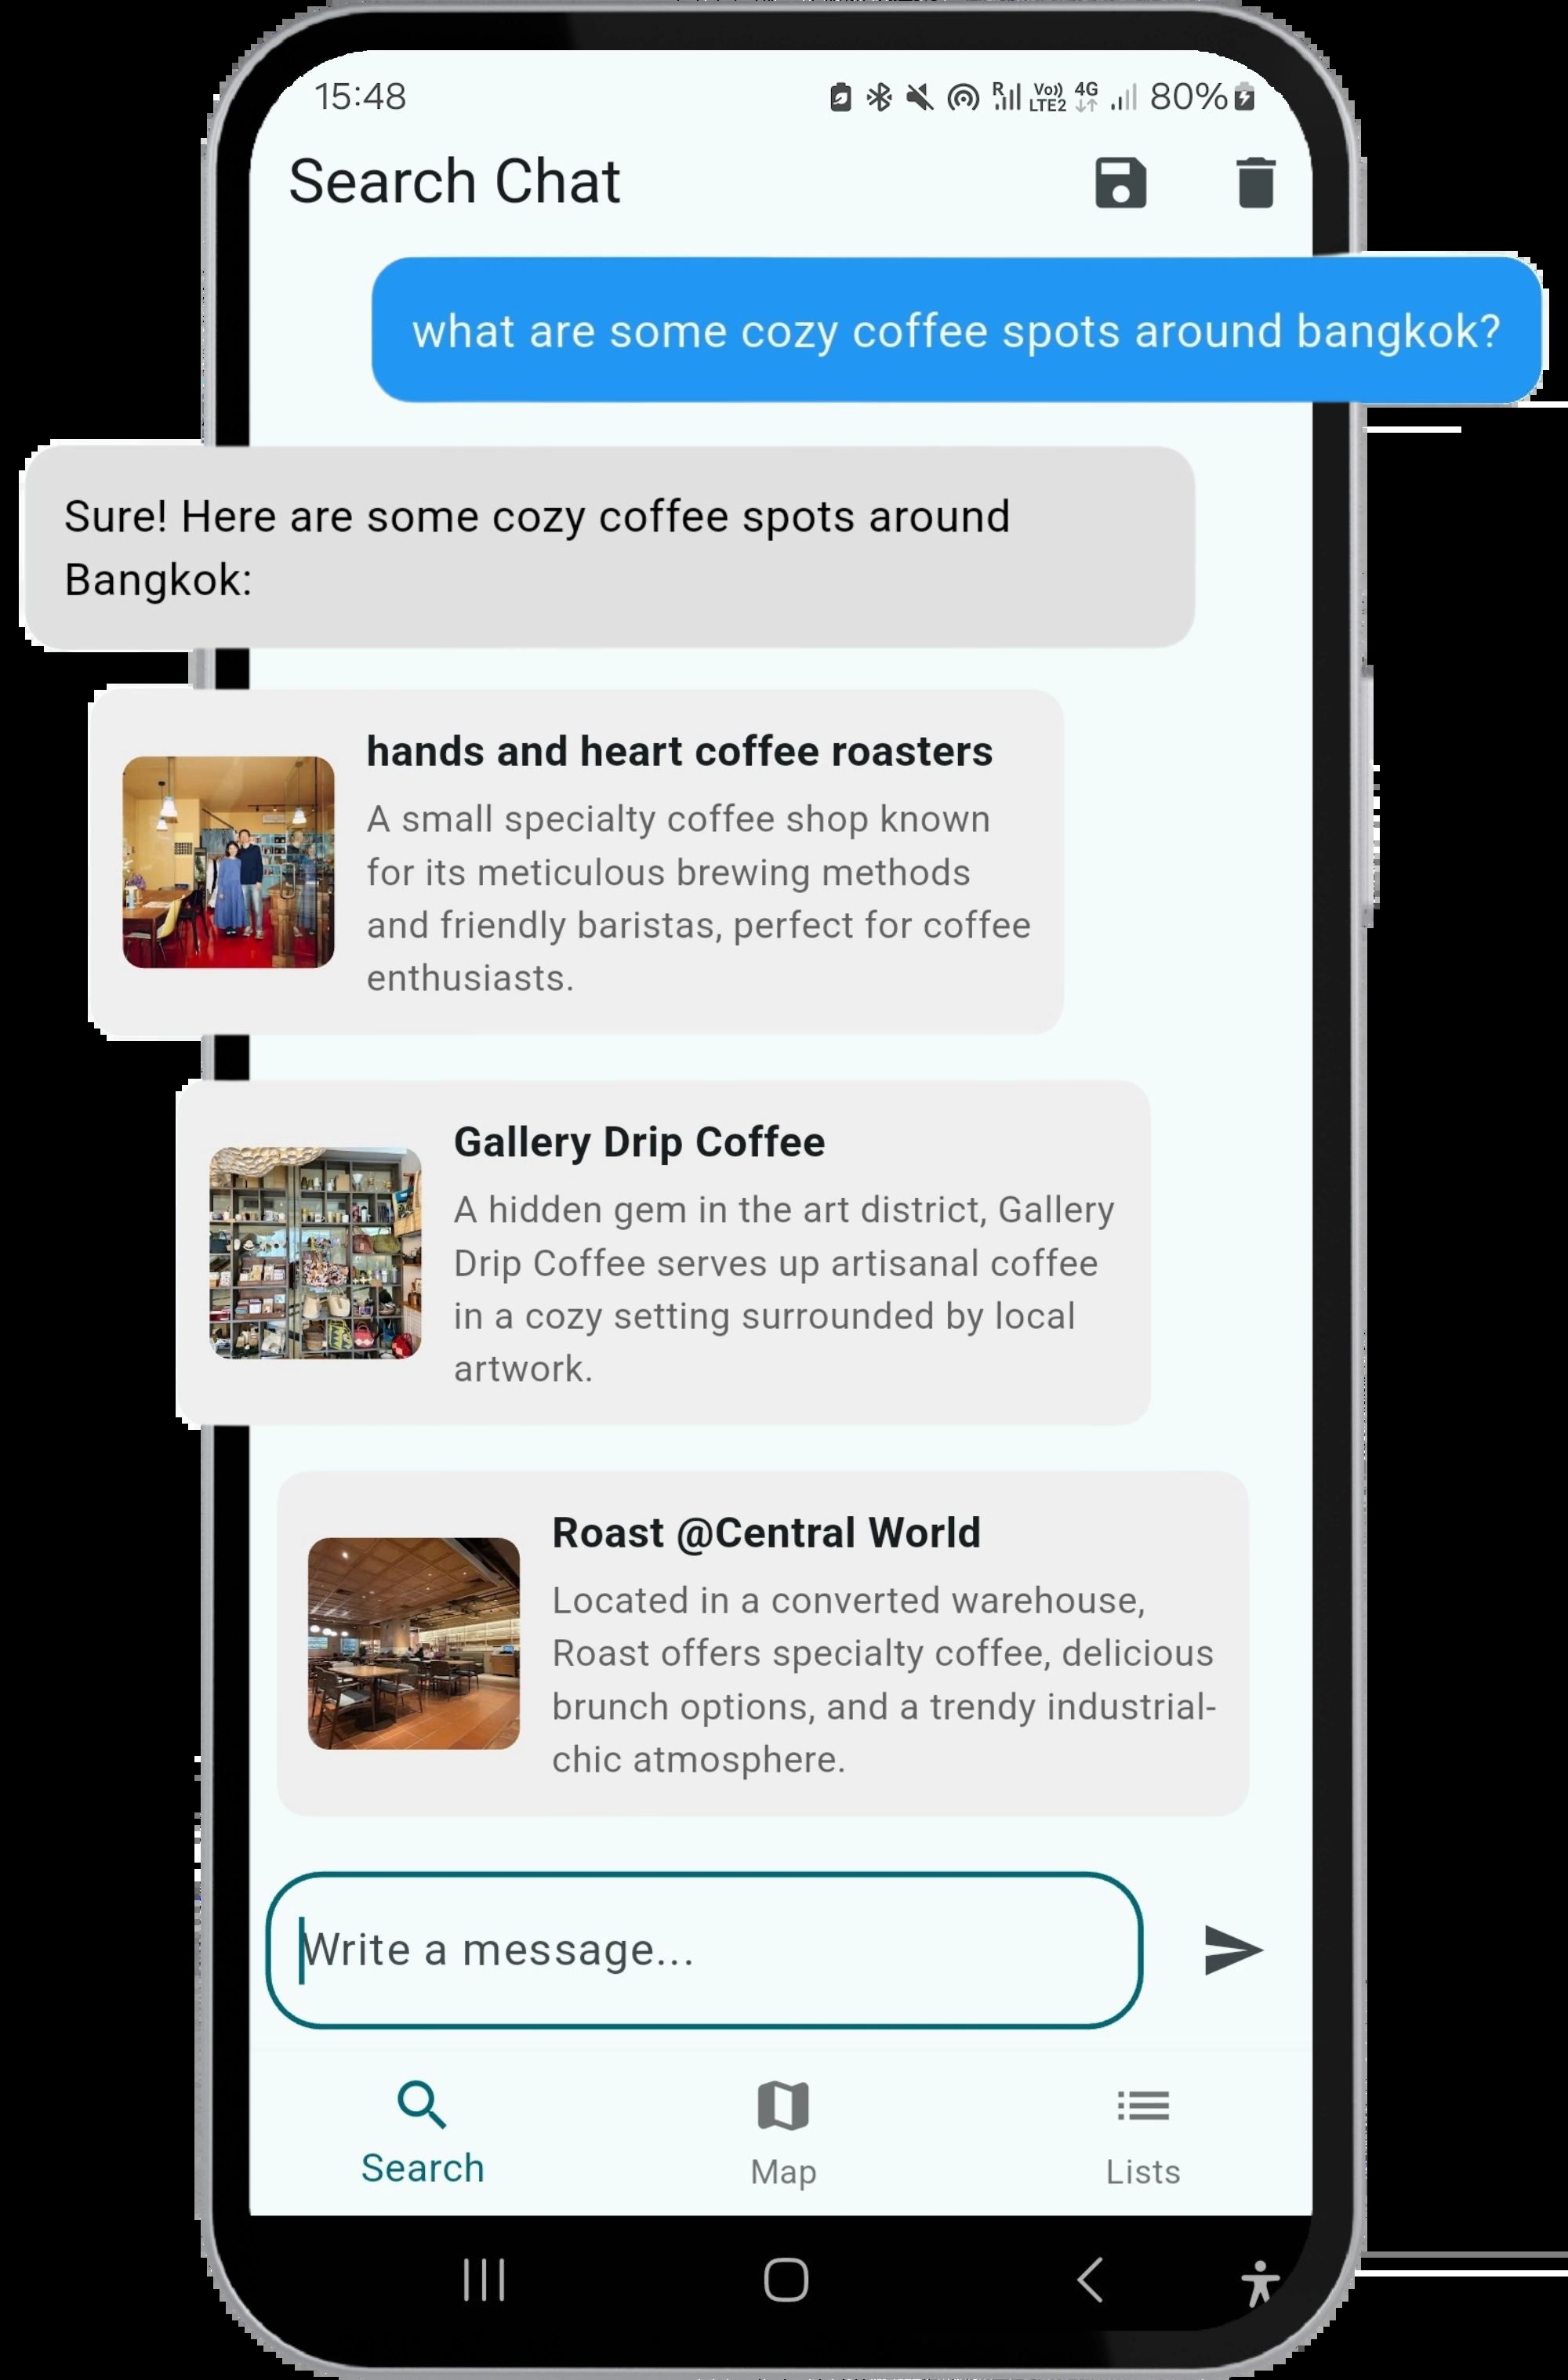 15:48 R Vo)) LTE2 4G 80%
Search Chat
what are some cozy coffee spots around bangkok?
Sure! Here are some cozy coffee spots around
Bangkok:
hands and heart coffee roasters
A small specialty coffee shop known
for its meticulous brewing methods
and friendly baristas, perfect for coffee
enthusiasts.
Gallery Drip Coffee
A hidden gem in the art district, Gallery
Drip Coffee serves up artisanal coffee
in a cozy setting surrounded by local
artwork.
Roast @Central World
Located in a converted warehouse,
Roast offers specialty coffee, delicious
brunch options, and a trendy industrial-
chic atmosphere.
Write a message...
Search Map Lists